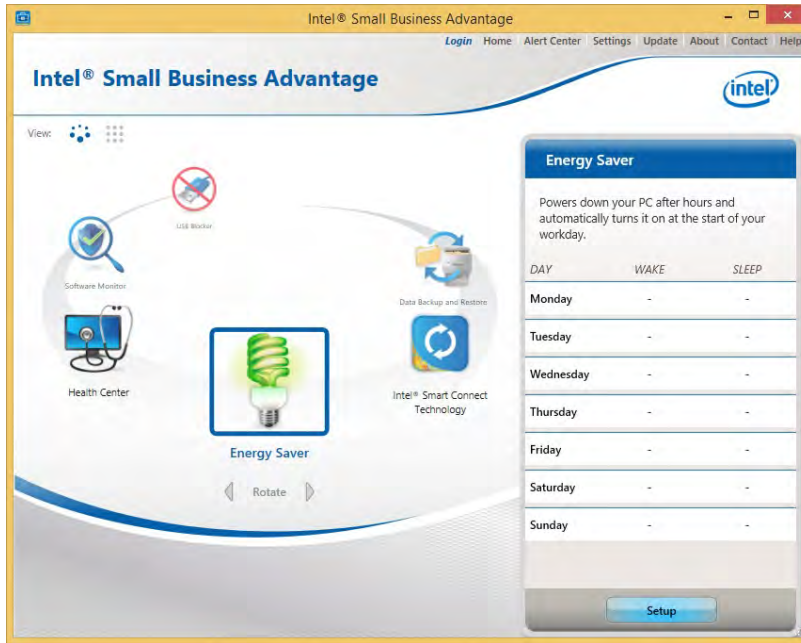 Intel® Small Business Advantage
Login Home Alert Center Settings Update About Contact Help
Intel® Small Business Advantage
intel
View:
USB Blocker
Software Monitor
Data Backup and Restore
Health Center
Intel® Smart Connect
Technology
Energy Saver
Rotate
Energy Saver
Powers down your PC after hours and
automatically turns it on at the start of your
workday.
DAY WAKE SLEEP
Monday - -
Tuesday - -
Wednesday - -
Thursday - -
Friday - -
Saturday - -
Sunday - -
Setup